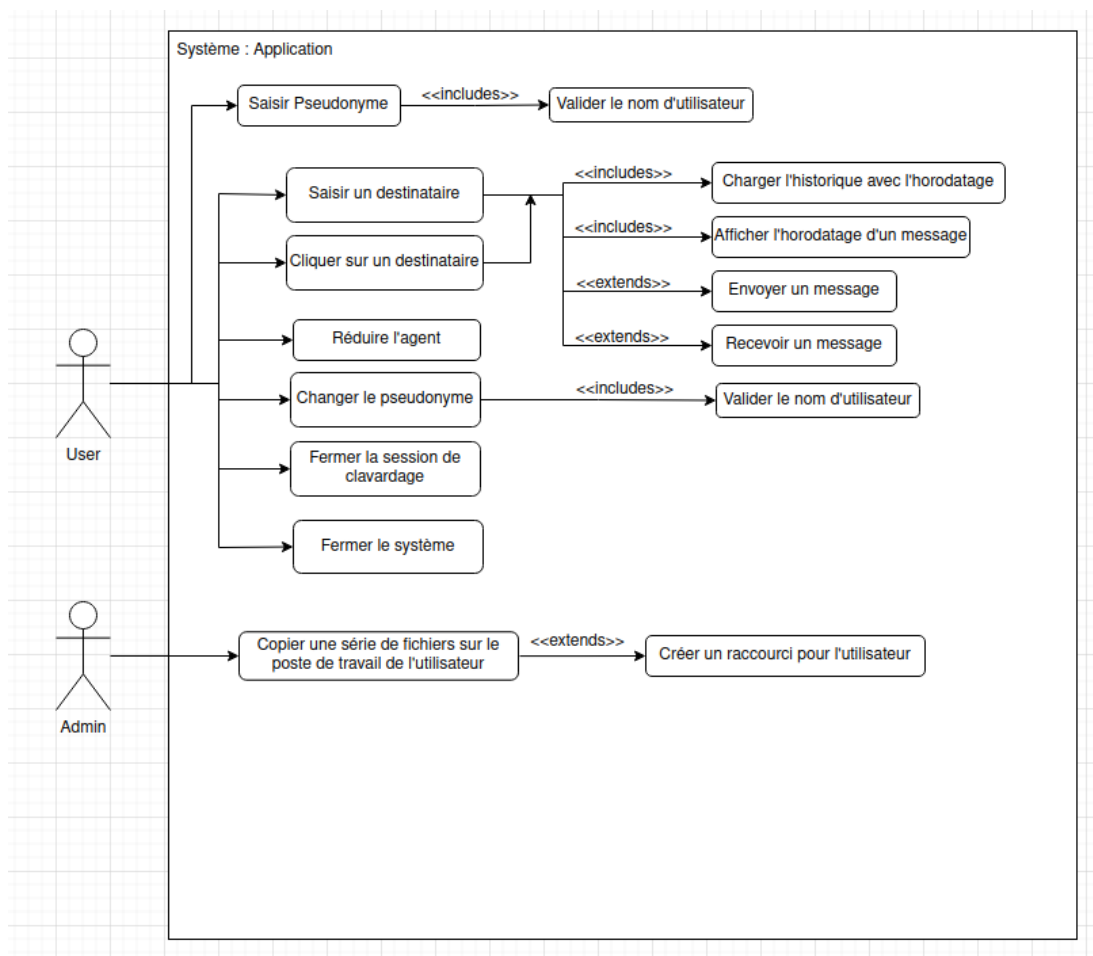 Système : Application
Saisir Pseudonyme
<<includes>>
Valider le nom d'utilisateur
Saisir un destinataire
<<includes>>
Charger l'historique avec l'horodatage
<<includes>>
Afficher l'horodatage d'un message
Cliquer sur un destinataire
<<extends>>
Envoyer un message
<<extends>>
Recevoir un message
Réduire l'agent
Changer le pseudonyme
<<includes>>
Valider le nom d'utilisateur
User
Fermer la session de
clavardage
Fermer le système
Copier une série de fichiers sur le
poste de travail de l'utilisateur
<<extends>>
Créer un raccourci pour l'utilisateur
Admin